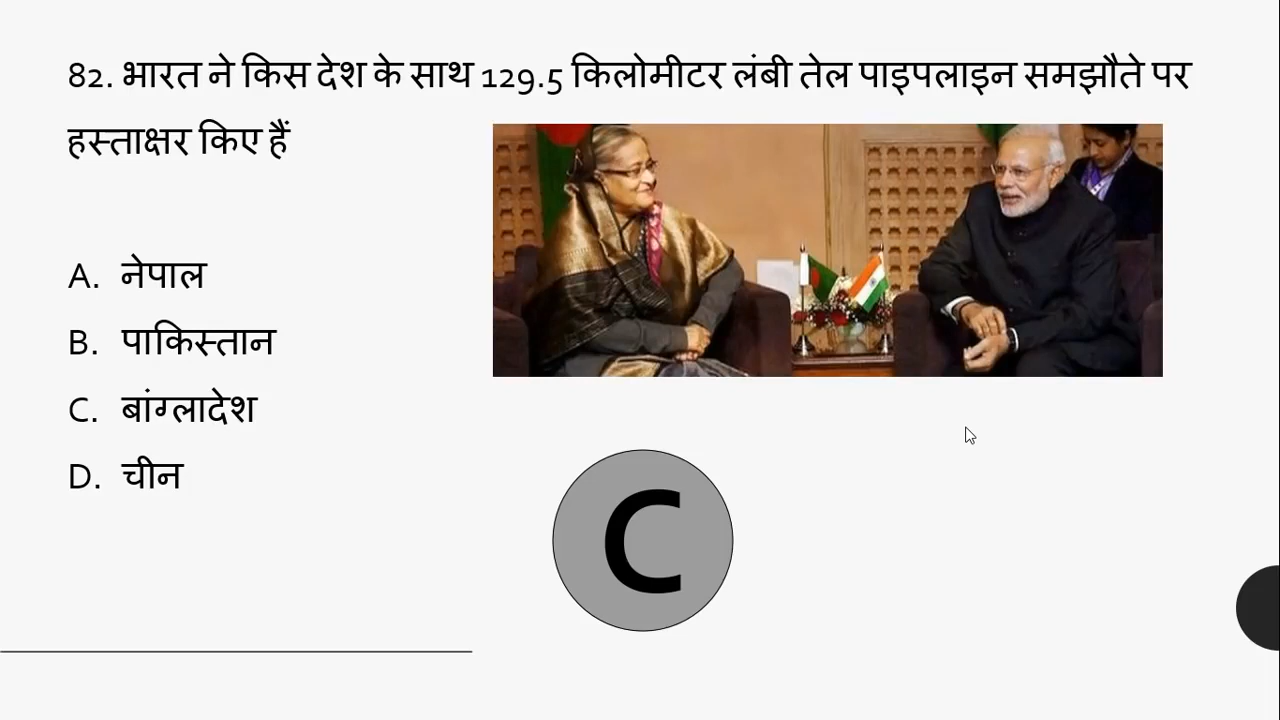 82. भारत ने किस देश के साथ 129.5 किलोमीटर लंबी तेल पाइपलाइन समझौते पर
हस्ताक्षर किए हैं
A. नेपाल
B. पाकिस्तान
C. बांग्लादेश
D. चीन
C